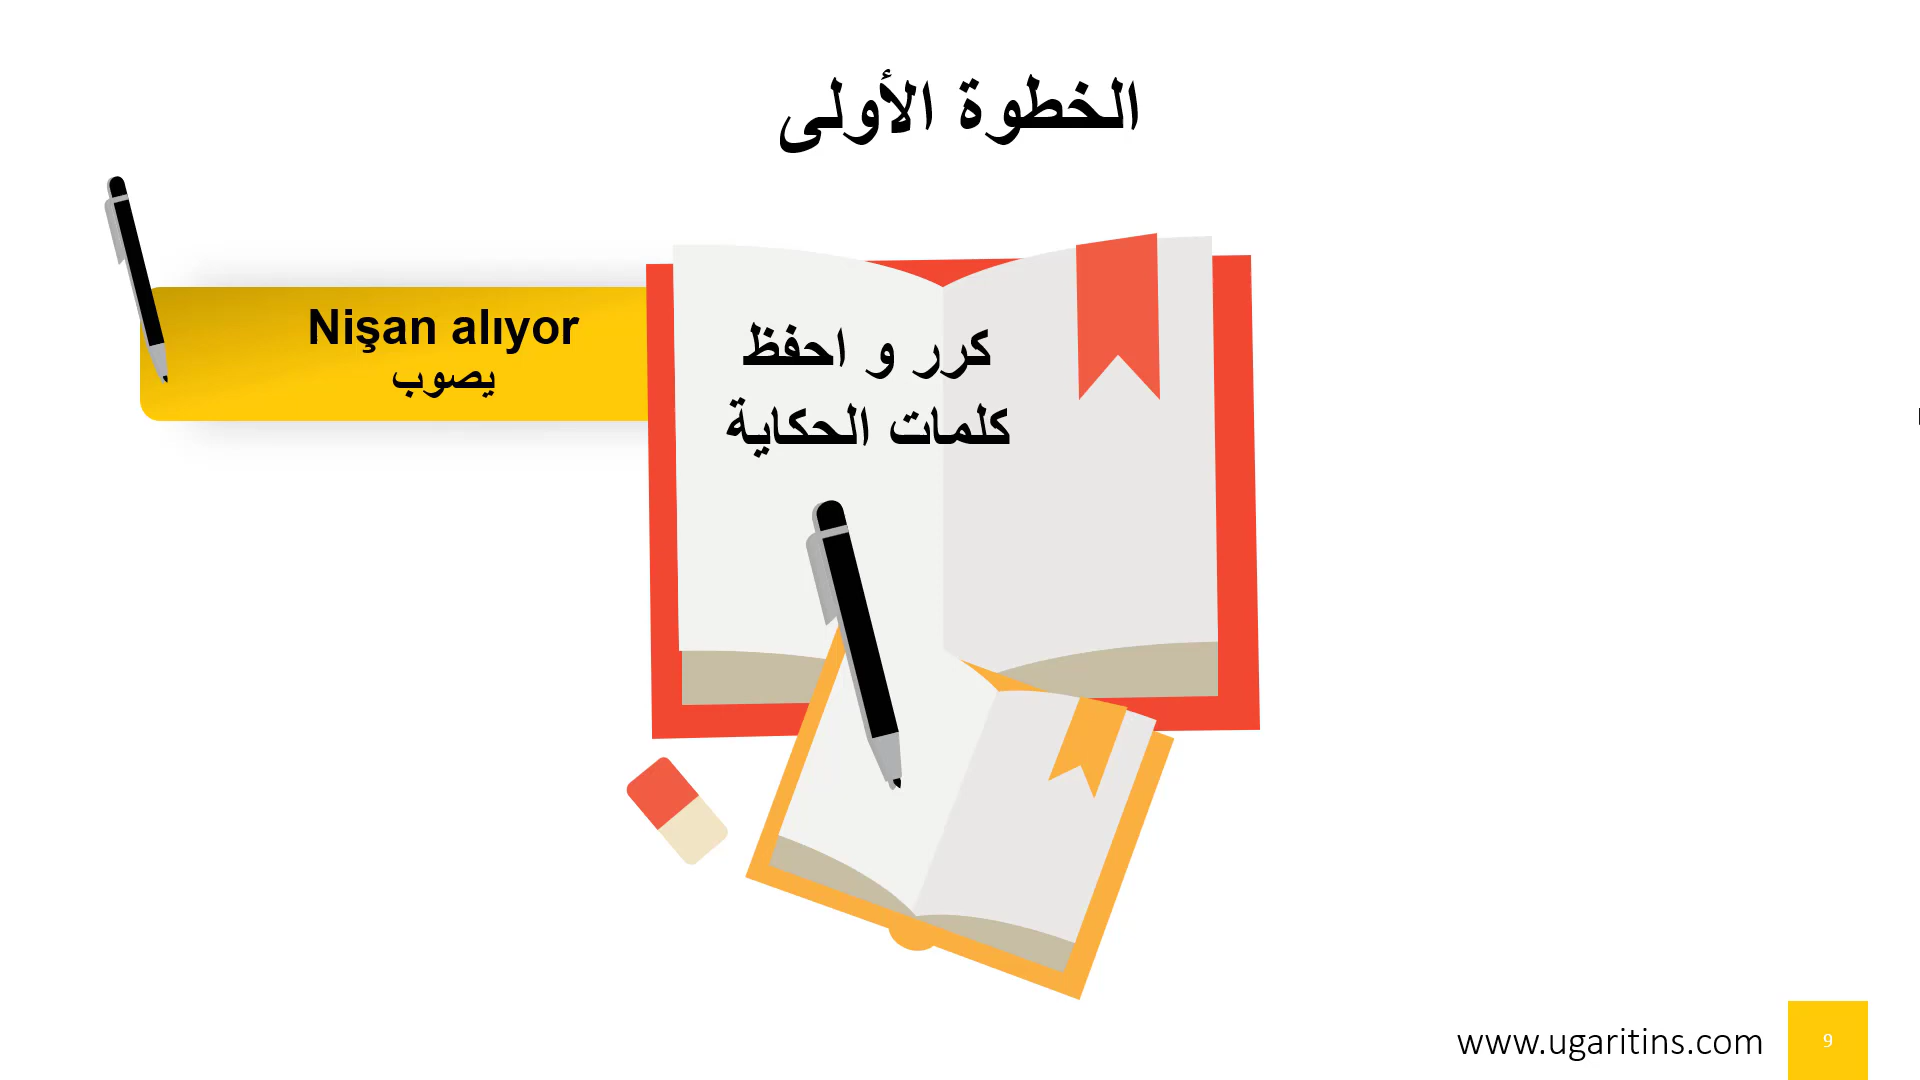 الخطوة الأولى
Nişan alıyor
يصوب
كرر و احفظ
كلمات الحكاية
www.ugaritins.com
9